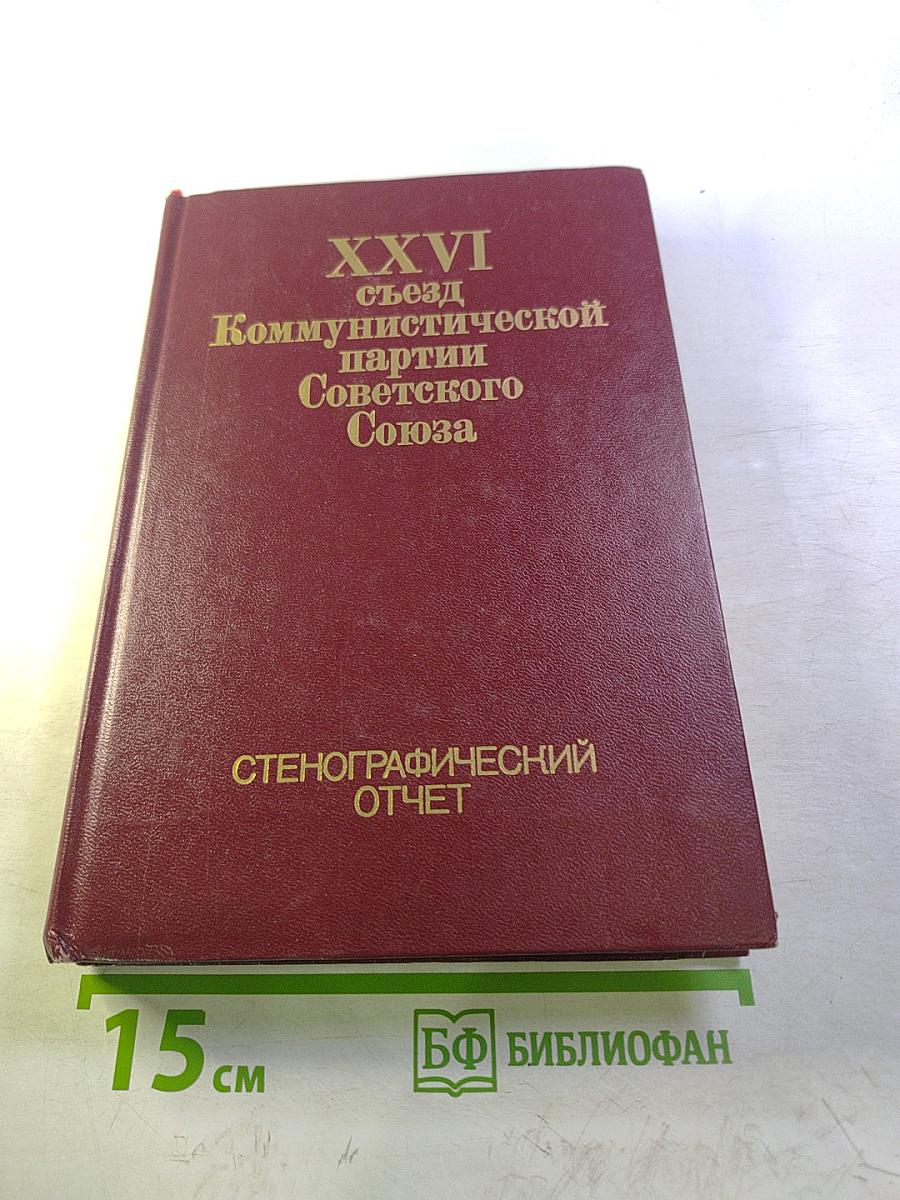 XXVI
съезд
Коммунистической
партии
Советского
Союза
СТЕНОГРАФИЧЕСКИЙ
ОТЧЕТ
15 см
БФ БИБЛИОФАН